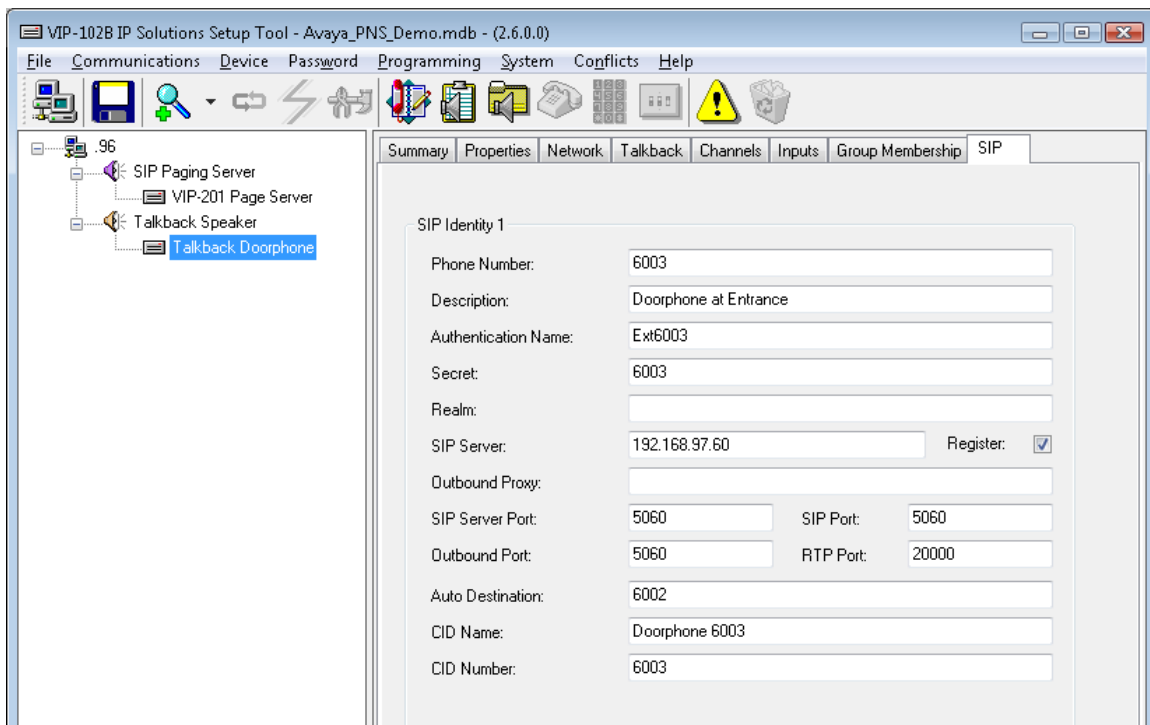 VIP-102B IP Solutions Setup Tool - Avaya_PNS_Demo.mdb - (2.6.0.0)
File Communications Device Password Programming System Conflicts Help
.96
SIP Paging Server
VIP-201 Page Server
Talkback Speaker
Talkback Doorphone
Summary Properties Network Talkback Channels Inputs Group Membership SIP
SIP Identity 1
Phone Number: 6003
Description: Doorphone at Entrance
Authentication Name: Ext6003
Secret: 6003
Realm:
SIP Server: 192.168.97.60 Register:
Outbound Proxy:
SIP Server Port: 5060 SIP Port: 5060
Outbound Port: 5060 RTP Port: 20000
Auto Destination: 6002
CID Name: Doorphone 6003
CID Number: 6003